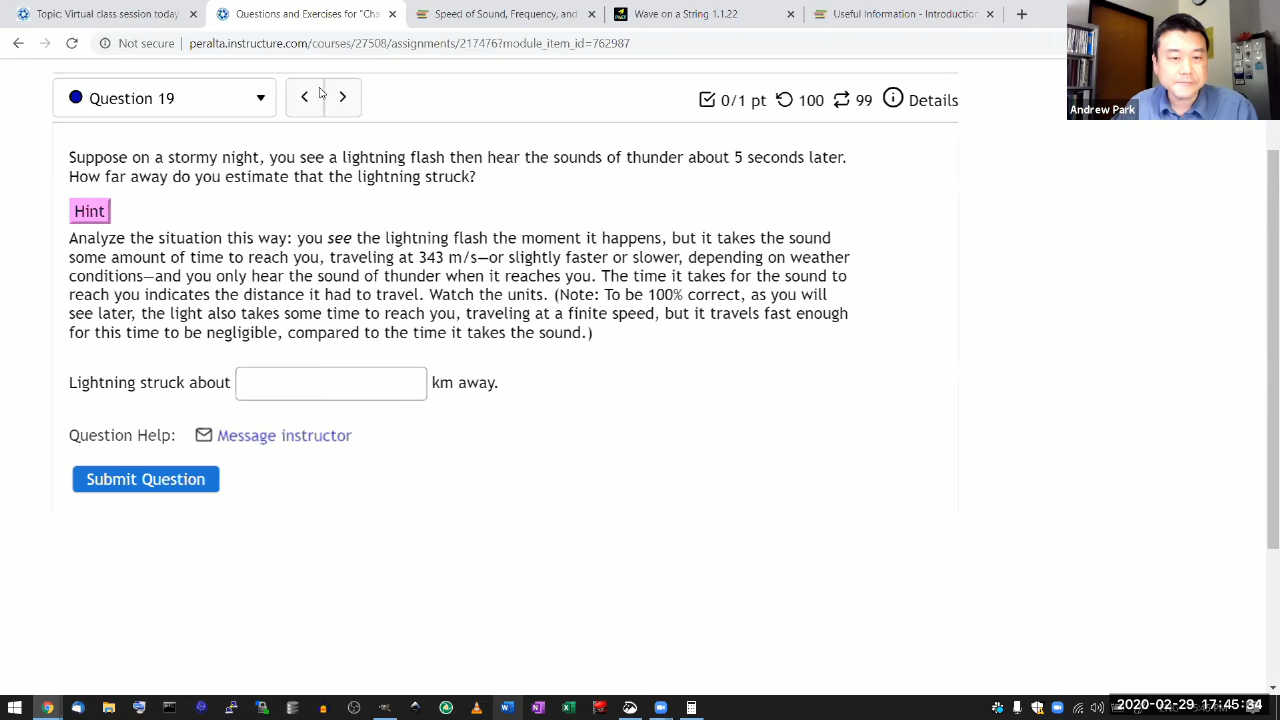 Topic: Virtual classsession today
Questions and Exercises for "Cha
Speed of Sound, Frequency, and
Wave on a String 1.1.22
Useful Information - Introduction
Not secure | peralta.instructure.com/courses/27508/assignments/217476?module_item_id=762987
Question 19
0/1 pt 100 99 Details
Suppose on a stormy night, you see a lightning flash then hear the sounds of thunder about 5 seconds later.
How far away do you estimate that the lightning struck?
Hint
Analyze the situation this way: you see the lightning flash the moment it happens, but it takes the sound
some amount of time to reach you, traveling at 343 m/s—or slightly faster or slower, depending on weather
conditions—and you only hear the sound of thunder when it reaches you. The time it takes for the sound to
reach you indicates the distance it had to travel. Watch the units. (Note: To be 100% correct, as you will
see later, the light also takes some time to reach you, traveling at a finite speed, but it travels fast enough
for this time to be negligible, compared to the time it takes the sound.)
Lightning struck about km away.
Question Help: Message instructor
Submit Question
Andrew Park
2020-02-29 17:45:34